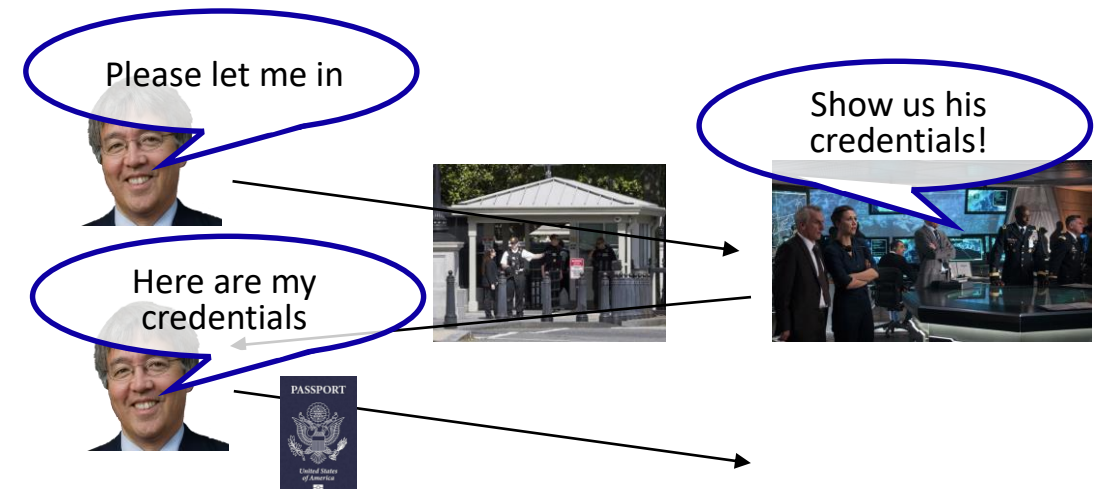 Please let me in
Show us his
credentials!
Here are my
credentials
PASSPORT
United States
of America